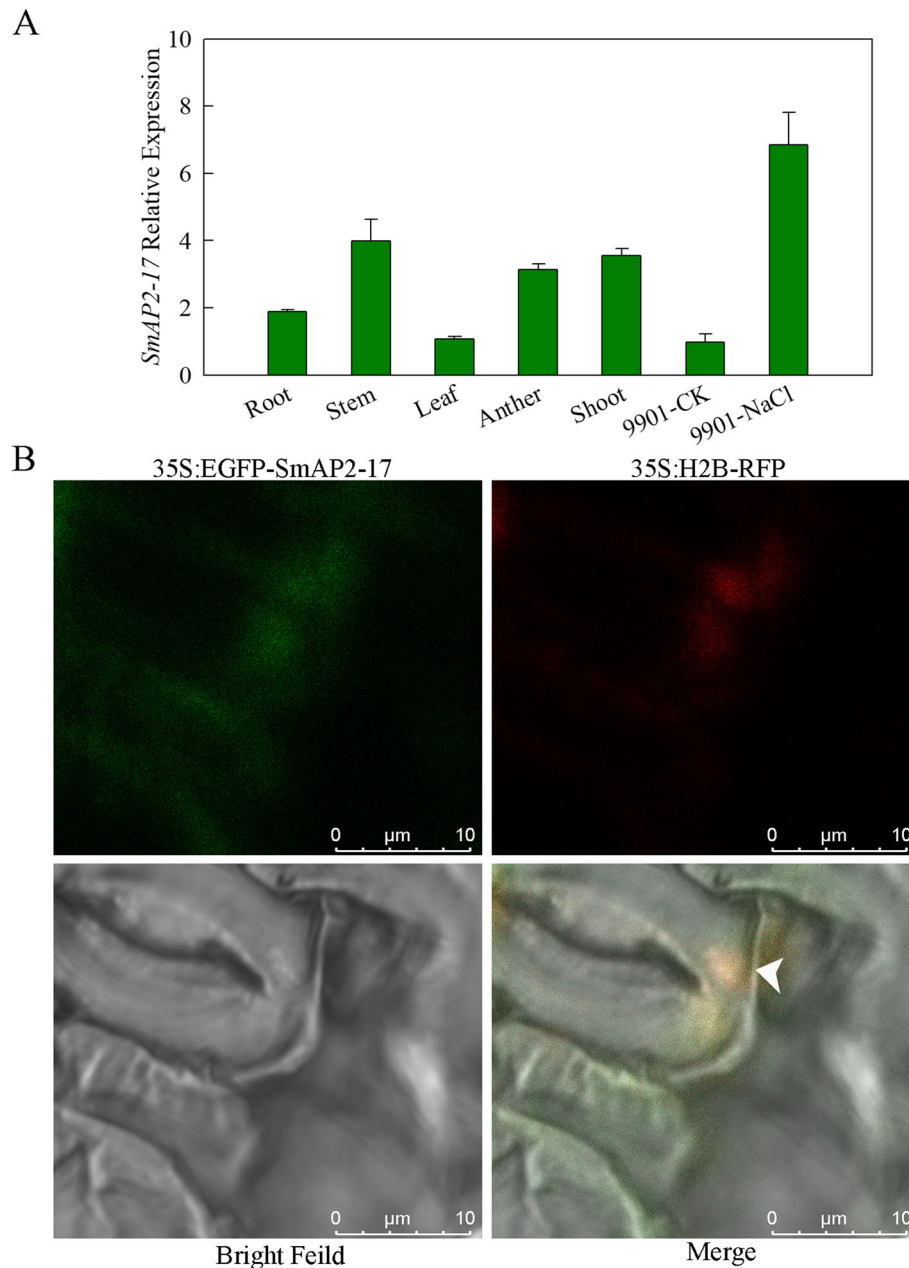 A
SmAP2-17 Relative Expression
10
8
6
4
2
0
Root
Stem
Leaf
Anther
Shoot
9901-CK
9901-NaCl
B
35S:EGFP-SmAP2-17
35S:H2B-RFP
0 µm 10
0 µm 10
0 µm 10
0 µm 10
Bright Feild
Merge